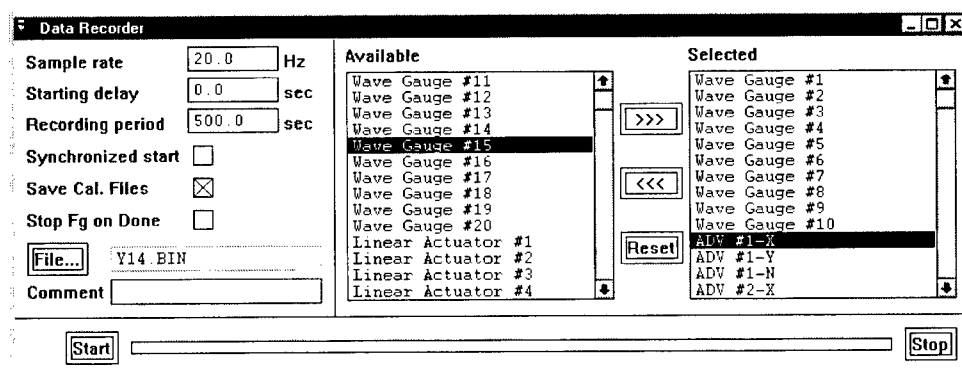 Data Recorder
Sample rate 20.0 Hz
Starting delay 0.0 sec
Recording period 500.0 sec
Synchronized start
Save Cal. Files
Stop Fg on Done
File... Y14.BIN
Comment
Available
Wave Gauge #11
Wave Gauge #12
Wave Gauge #13
Wave Gauge #14
Wave Gauge #15
Wave Gauge #16
Wave Gauge #17
Wave Gauge #18
Wave Gauge #19
Wave Gauge #20
Linear Actuator #1
Linear Actuator #2
Linear Actuator #3
Linear Actuator #4
>>>
<<<
Reset
Selected
Wave Gauge #1
Wave Gauge #2
Wave Gauge #3
Wave Gauge #4
Wave Gauge #5
Wave Gauge #6
Wave Gauge #7
Wave Gauge #8
Wave Gauge #9
Wave Gauge #10
ADV #1-X
ADV #1-Y
ADV #1-N
ADV #2-X
Start
Stop